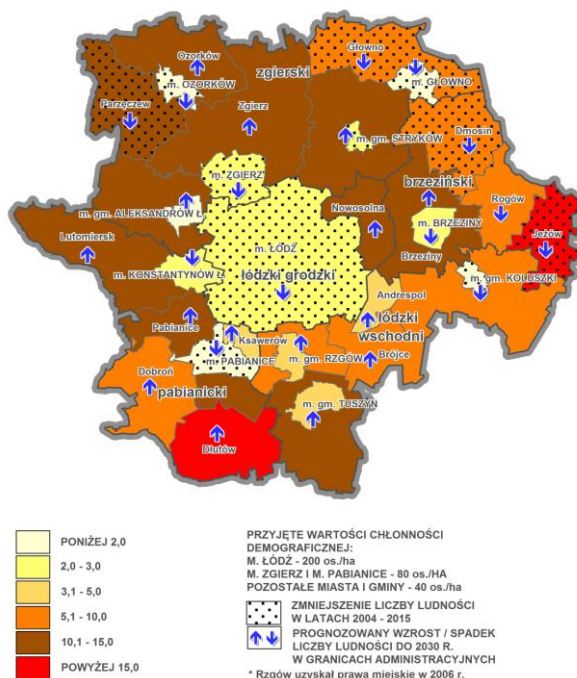 Ozorków
m. OZORKÓW
zgierski
Głowno
m. GŁOWNO
Parzęczew
Zgierz
m. gm. STRYKÓW
Dmosin
m. ZGIERZ
brzeziński
Rogów
m. gm. ALEKSANDRÓW Ł.
Nowosolna
m. BRZEZINY
Jeżów
Lutomiersk
m. ŁÓDŹ
Brzeziny
m. KONSTANTYNÓW Ł.
łódzki grodzki
m. gm. KOLUSZKI
Andrespol
Pabianice
łódzki
wschodni
Ksawerów
m. PABIANICE
m. gm. RZGÓW
Brójce
Dobroń
pabianicki
m. gm. TUSZYN
Dłutów
PONIŻEJ 2,0
2,0 - 3,0
3,1 - 5,0
5,1 - 10,0
10,1 - 15,0
POWYŻEJ 15,0
PRZYJĘTE WARTOŚCI CHŁONNOŚCI
DEMOGRAFICZNEJ:
M. ŁÓDŹ - 200 os./ha
M. ZGIERZ I M. PABIANICE - 80 os./HA
POZOSTAŁE MIASTA I GMINY - 40 os./ha
ZMNIEJSZENIE LICZBY LUDNOŚCI
W LATACH 2004 - 2015
PROGNOZOWANY WZROST / SPADEK
LICZBY LUDNOŚCI DO 2030 R.
W GRANICACH ADMINISTRACYJNYCH
* Rzgów uzyskał prawa miejskie w 2006 r.